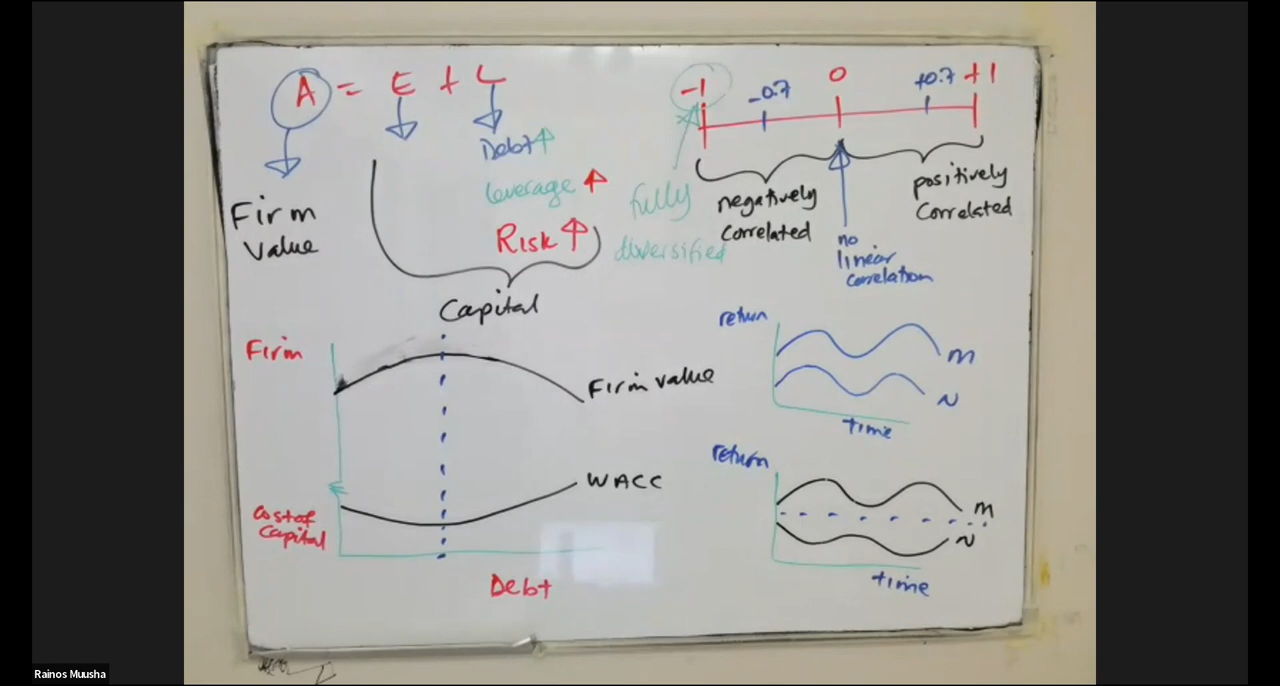 A = E + L
Debt
leverage
Risk
Firm
Value
Capital
-1
-0.7
0
+0.7
+1
fully
diversified
negatively
Correlated
positively
Correlated
no
linear
correlation
Firm
Firm value
WACC
Cost of
Capital
Debt
return
M
N
time
return
M
N
time
Rainos Muusha